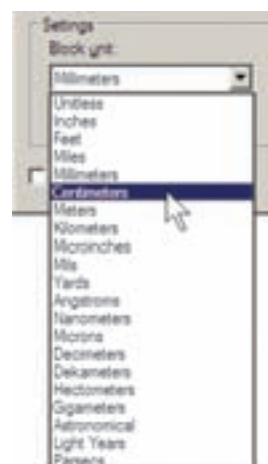 Settings
Block unit:
Millimeters
Unitless
Inches
Feet
Miles
Millimeters
Centimeters
Meters
Kilometers
Microinches
Mils
Yards
Angstroms
Nanometers
Microns
Decimeters
Dekameters
Hectometers
Gigameters
Astronomical
Light Years
Parsecs